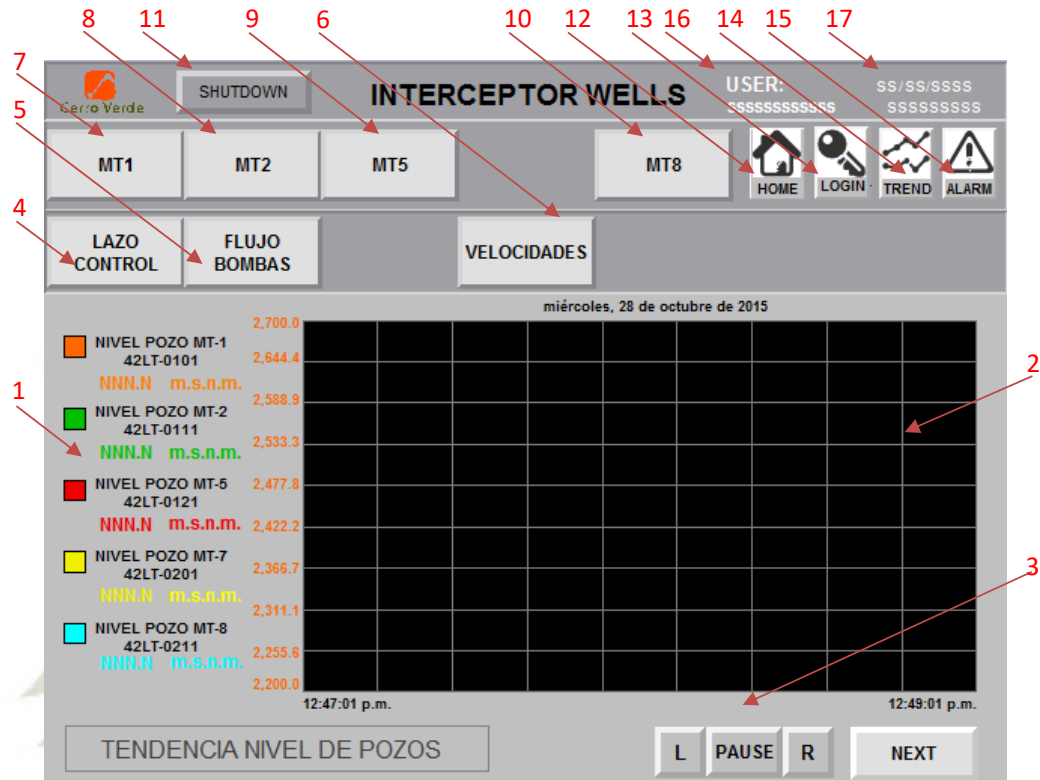 8 11 9 6 10 12 13 16 14 15 17
7
5
Cerro Verde
SHUTDOWN
INTERCEPTOR WELLS
USER:
sssssssssssss
ss/ss/ssss
sssssssss
MT1
MT2
MT5
MT8
HOME
LOGIN
TREND
ALARM
4
LAZO
CONTROL
FLUJO
BOMBAS
VELOCIDADES
miércoles, 28 de octubre de 2015
1
2
3
NIVEL POZO MT-1
42LT-0101
NNN.N m.s.n.m.
NIVEL POZO MT-2
42LT-0111
NNN.N m.s.n.m.
NIVEL POZO MT-5
42LT-0121
NNN.N m.s.n.m.
NIVEL POZO MT-7
42LT-0201
NNN.N m.s.n.m.
NIVEL POZO MT-8
42LT-0211
NNN.N m.s.n.m.
2,700.0
2,644.4
2,588.9
2,533.3
2,477.8
2,422.2
2,366.7
2,311.1
2,255.6
2,200.0
12:47:01 p.m.
12:49:01 p.m.
TENDENCIA NIVEL DE POZOS
L
PAUSE
R
NEXT